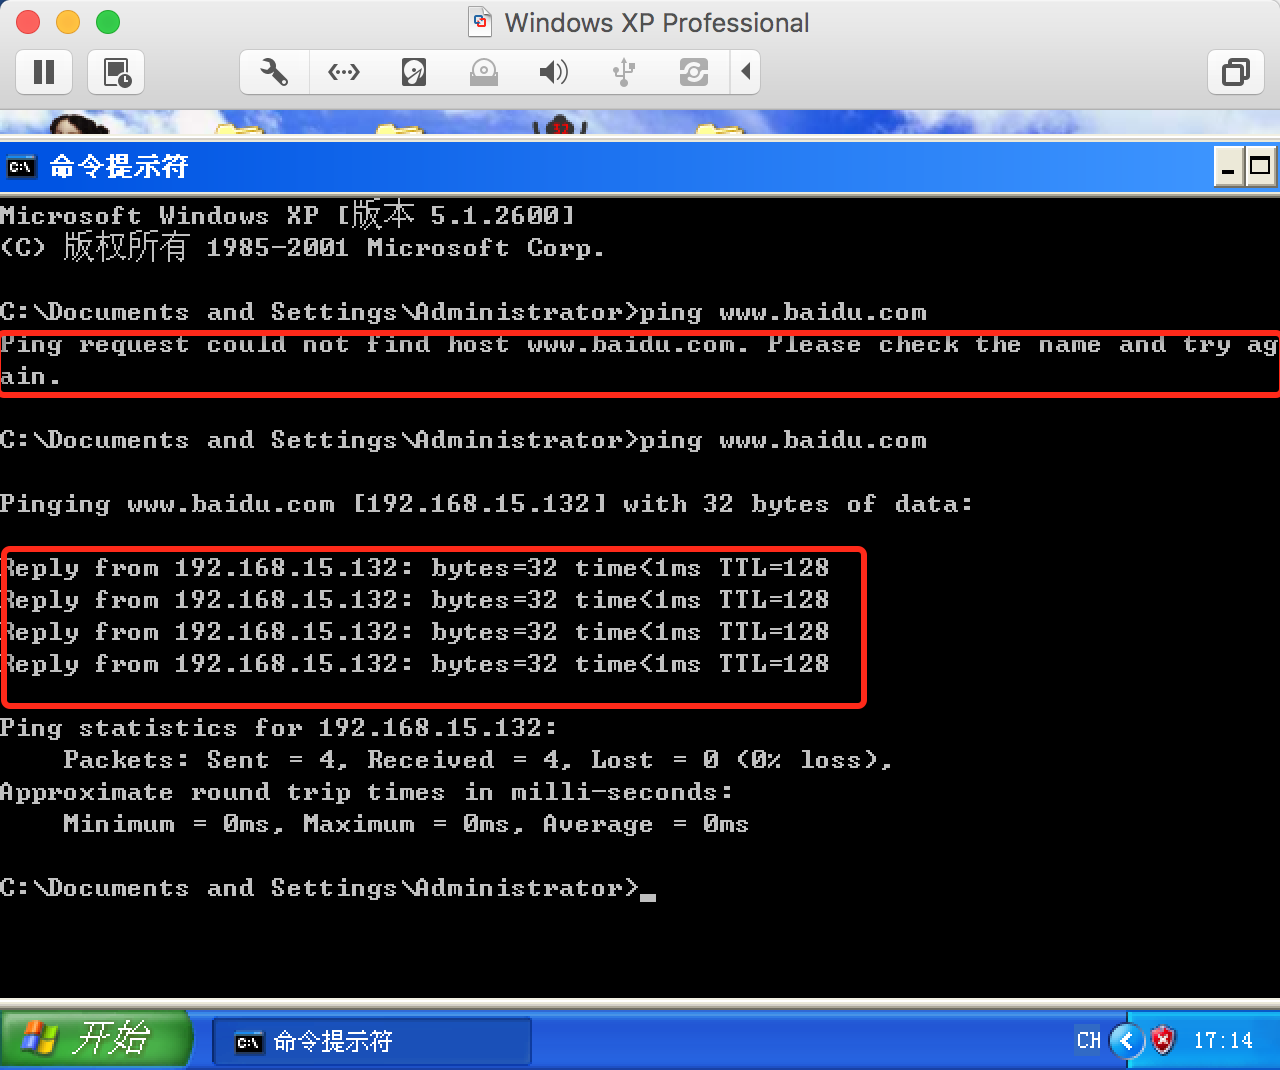 Windows XP Professional
32
命令提示符
Microsoft Windows XP [版本 5.1.2600]
(C) 版权所有 1985-2001 Microsoft Corp.
C:\Documents and Settings\Administrator>ping www.baidu.com
Ping request could not find host www.baidu.com. Please check the name and try ag
ain.
C:\Documents and Settings\Administrator>ping www.baidu.com
Pinging www.baidu.com [192.168.15.132] with 32 bytes of data:
Reply from 192.168.15.132: bytes=32 time<1ms TTL=128
Reply from 192.168.15.132: bytes=32 time<1ms TTL=128
Reply from 192.168.15.132: bytes=32 time<1ms TTL=128
Reply from 192.168.15.132: bytes=32 time<1ms TTL=128
Ping statistics for 192.168.15.132:
Packets: Sent = 4, Received = 4, Lost = 0 (0% loss),
Approximate round trip times in milli-seconds:
Minimum = 0ms, Maximum = 0ms, Average = 0ms
C:\Documents and Settings\Administrator>
开始
命令提示符
CH
17:14